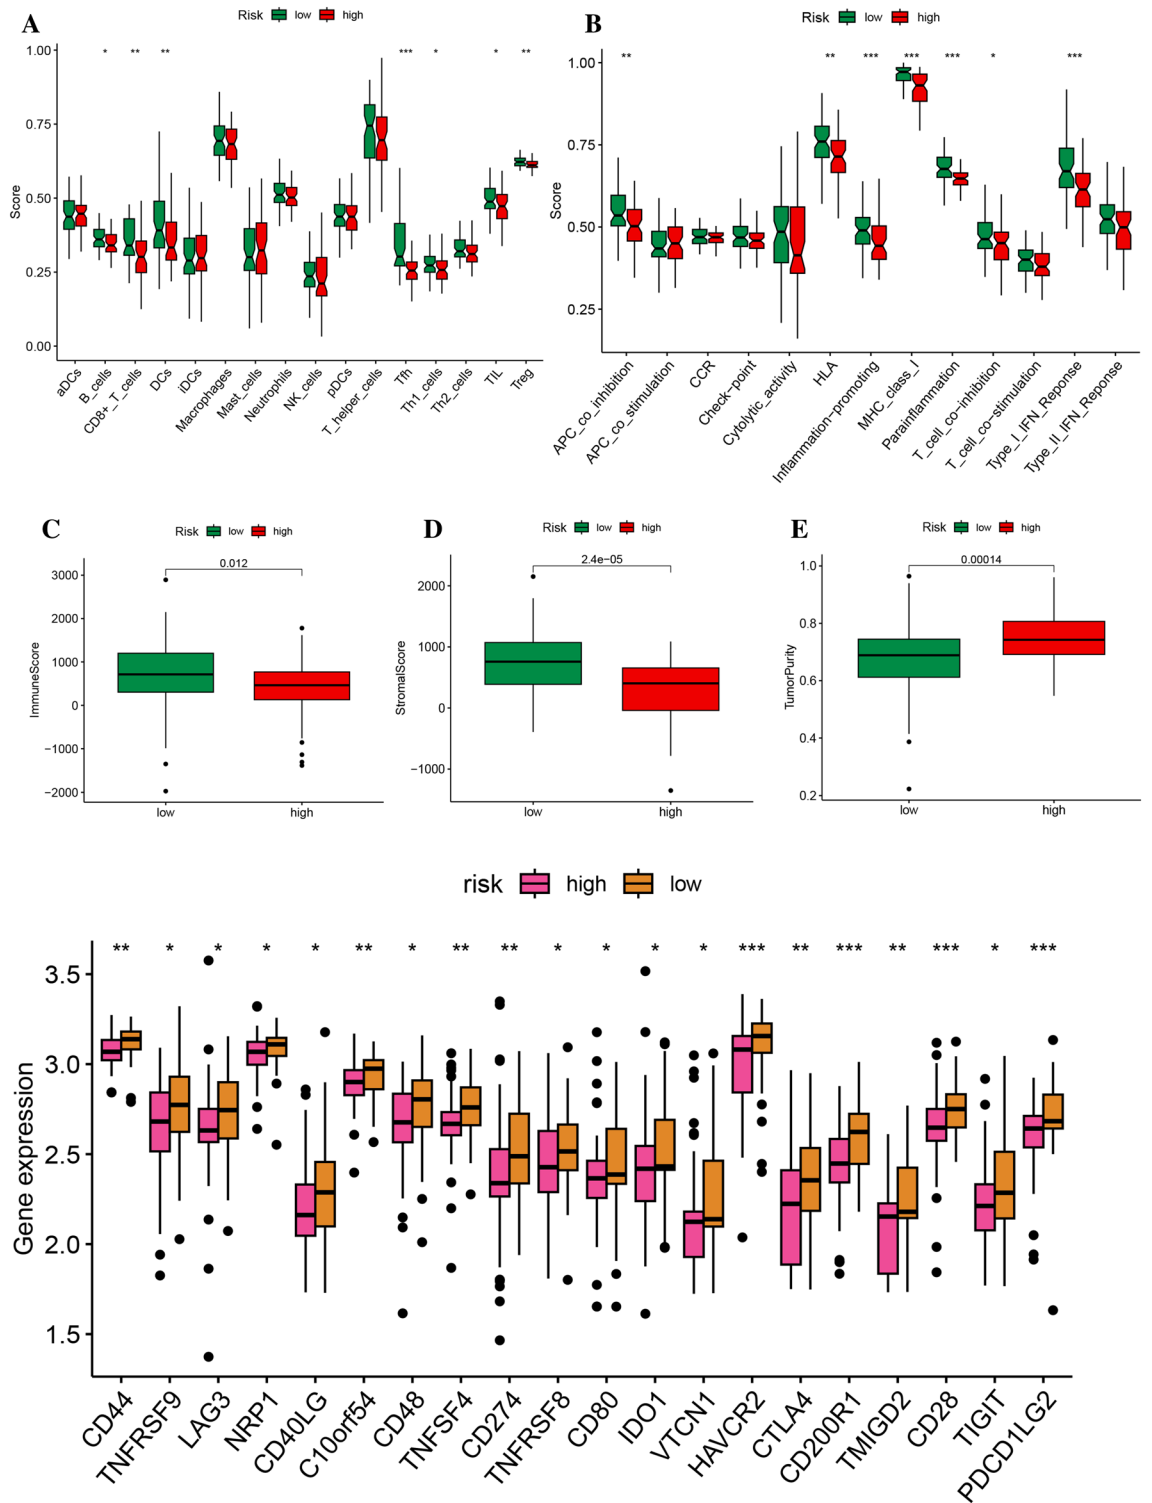 A
Risk low high
Score
1.00
0.75
0.50
0.25
0.00
* ** ** *** * * **
aDCs
B_cells
CD8+_T_cells
DCs
iDCs
Macrophages
Mast_cells
Neutrophils
NK_cells
pDCs
T_helper_cells
Tfh
Th1_cells
Th2_cells
TIL
Treg
B
Risk low high
Score
1.00
0.75
0.50
0.25
** ** *** *** *** * ***
APC_co_inhibition
APC_co_stimulation
CCR
Check-point
Cytolytic_activity
HLA
Inflammation-promoting
MHC_class_I
Parainflammation
T_cell_co-inhibition
T_cell_co-stimulation
Type_I_IFN_Reponse
Type_II_IFN_Reponse
C
Risk low high
ImmuneScore
3000
2000
1000
0
−1000
−2000
0.012
low high
D
Risk low high
StromalScore
2000
1000
0
−1000
2.4e−05
low high
E
Risk low high
TumorPurity
1.0
0.8
0.6
0.4
0.2
0.00014
low high
risk high low
Gene expression
3.5
3.0
2.5
2.0
1.5
** * * * * ** * ** ** * * * * *** ** *** ** *** * ***
CD44
TNFRSF9
LAG3
NRP1
CD40LG
C10orf54
CD48
TNFSF4
CD274
TNFRSF8
CD80
IDO1
VTCN1
HAVCR2
CTLA4
CD200R1
TMIGD2
CD28
TIGIT
PDCD1LG2